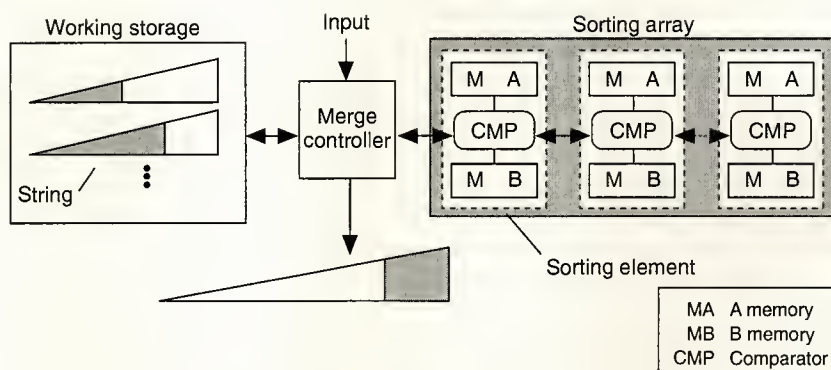 Working storage
Input
Sorting array
String
Merge
controller
M A
M A
M A
CMP
CMP
CMP
M B
M B
M B
Sorting element
MA A memory
MB B memory
CMP Comparator